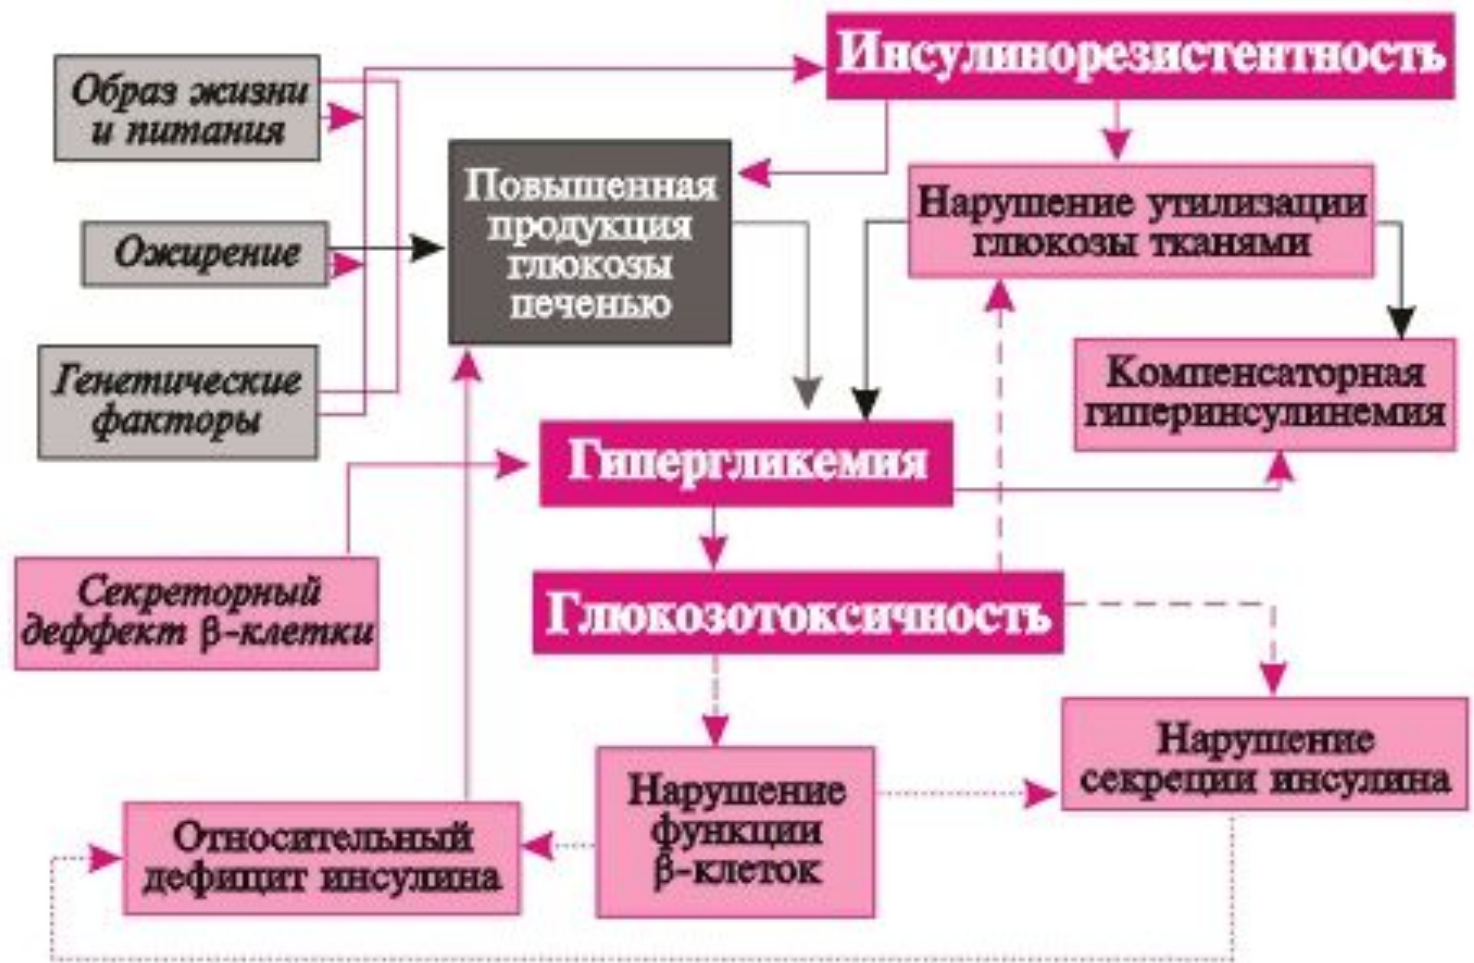 Инсулинорезистентность
Образ жизни
и питания
Повышенная
продукция
глюкозы
печенью
Нарушение утилизации
глюкозы тканями
Ожирение
Генетические
факторы
Компенсаторная
гиперинсулинемия
Гипергликемия
Секреторный
деффект β-клетки
Глюкозотоксичность
Нарушение
секреции инсулина
Нарушение
функции
β-клеток
Относительный
дефицит инсулина